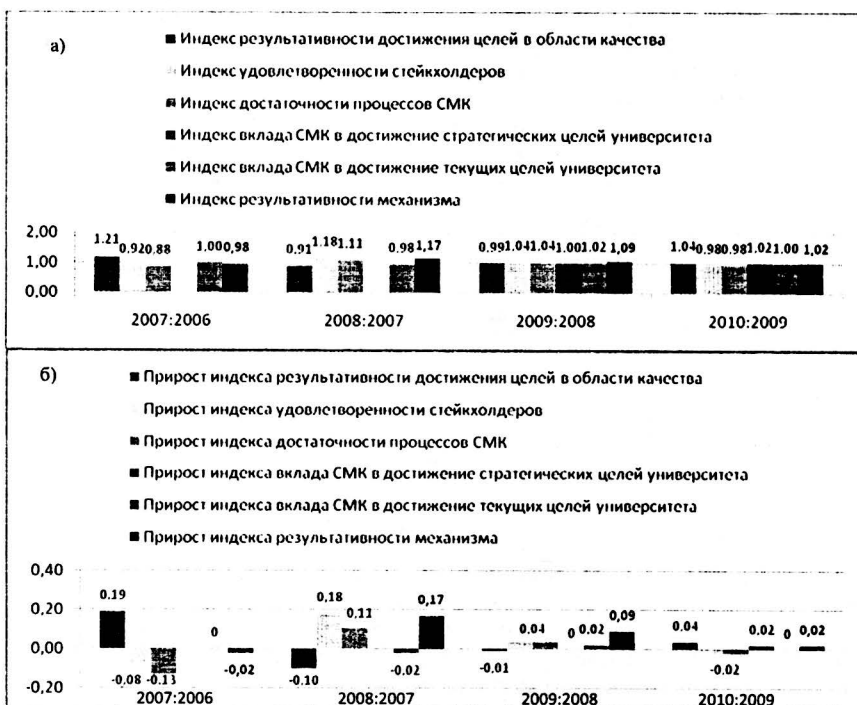 а)
Индекс результативности достижения целей в области качества
Индекс удовлетворенности стейкхолдеров
Индекс достаточности процессов СМК
Индекс вклада СМК в достижение стратегических целей университета
Индекс вклада СМК в достижение текущих целей университета
Индекс результативности механизма
2,00
1,00
0,00
1.21 0.92 0.88 1.00 0,98
0.91 1.18 1.11 0.98 1,17
0.99 1.04 1.04 1.00 1.02 1,09
1.04 0.98 0.98 1.02 1.00 1,02
2007:2006 2008:2007 2009:2008 2010:2009
б)
Прирост индекса результативности достижения целей в области качества
Прирост индекса удовлетворенности стейкхолдеров
Прирост индекса достаточности процессов СМК
Прирост индекса вклада СМК в достижение стратегических целей университета
Прирост индекса вклада СМК в достижение текущих целей университета
Прирост индекса результативности механизма
0,40
0,20
0,00
-0,20
0.19 -0.08 -0.13 0 -0,02
-0.10 0,18 0,11 -0.02 0,17
-0.01 0.04 0 0.02 0,09
0.04 -0.02 0.02 0 0,02
2007:2006 2008:2007 2009:2008 2010:2009